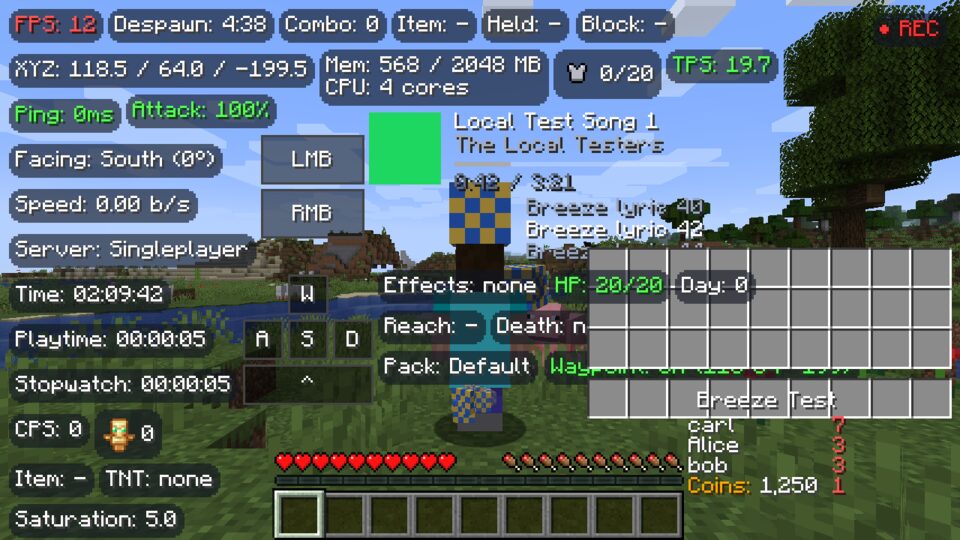 FPS: 12 Despawn: 4:38 Combo: 0 Item: - Held: - Block: -
REC
XYZ: 118.5 / 64.0 / -199.5 Mem: 568 / 2048 MB
CPU: 4 cores
0/20
TPS: 19.7
Ping: 0ms
Attack: 100%
Local Test Song 1
The Local Testers
0:42 / 3:21
Facing: South (0°)
LMB
Breeze lyric 40
Breeze lyric 42
Speed: 0.00 b/s
RMB
Server: Singleplayer
Effects: none HP: 20/20 Day: 0
Time: 02:09:42
W
Reach: - Death:
Playtime: 00:00:05
A S D
Pack: Default
Stopwatch: 00:00:05
^
Breeze Test
CPS: 0
0
carl 7
Alice 3
bob 3
Coins: 1,250 1
Item: - TNT: none
Saturation: 5.0